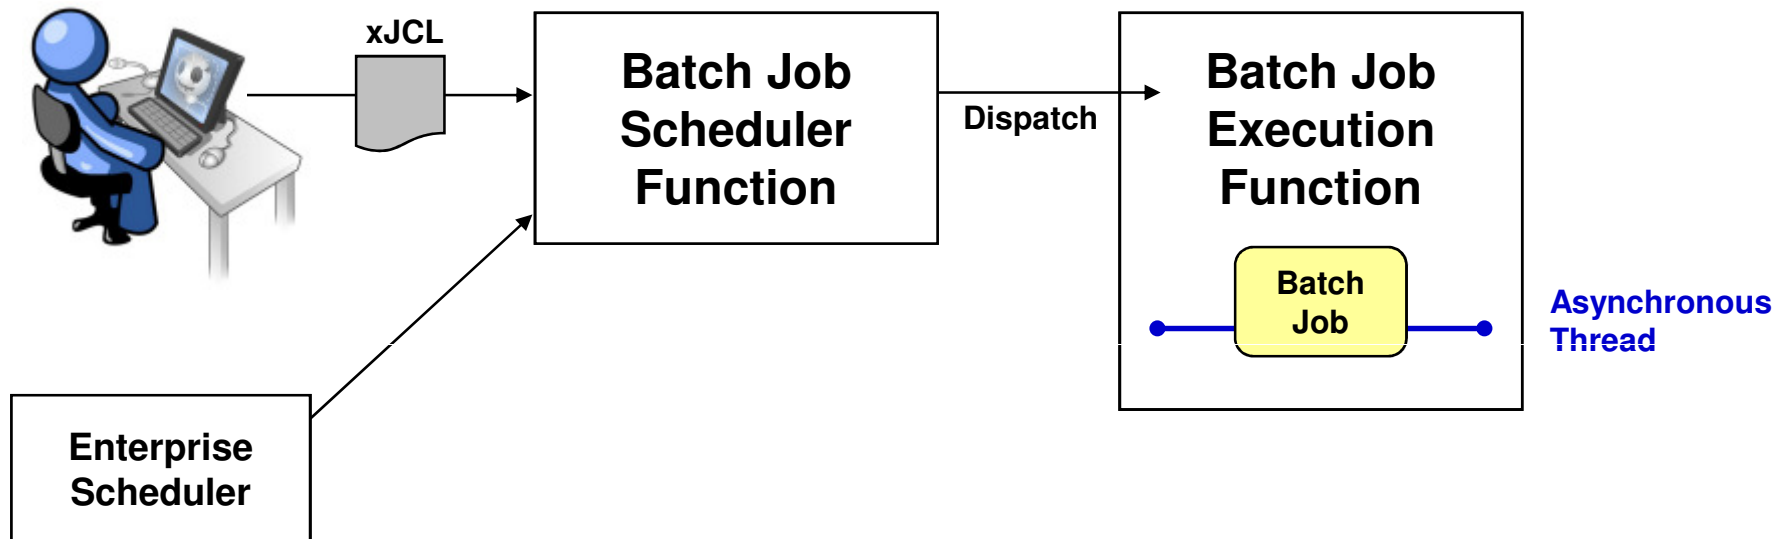 xJCL
Batch Job
Scheduler
Function
Dispatch
Batch Job
Execution
Function
Batch
Job
Asynchronous
Thread
Enterprise
Scheduler